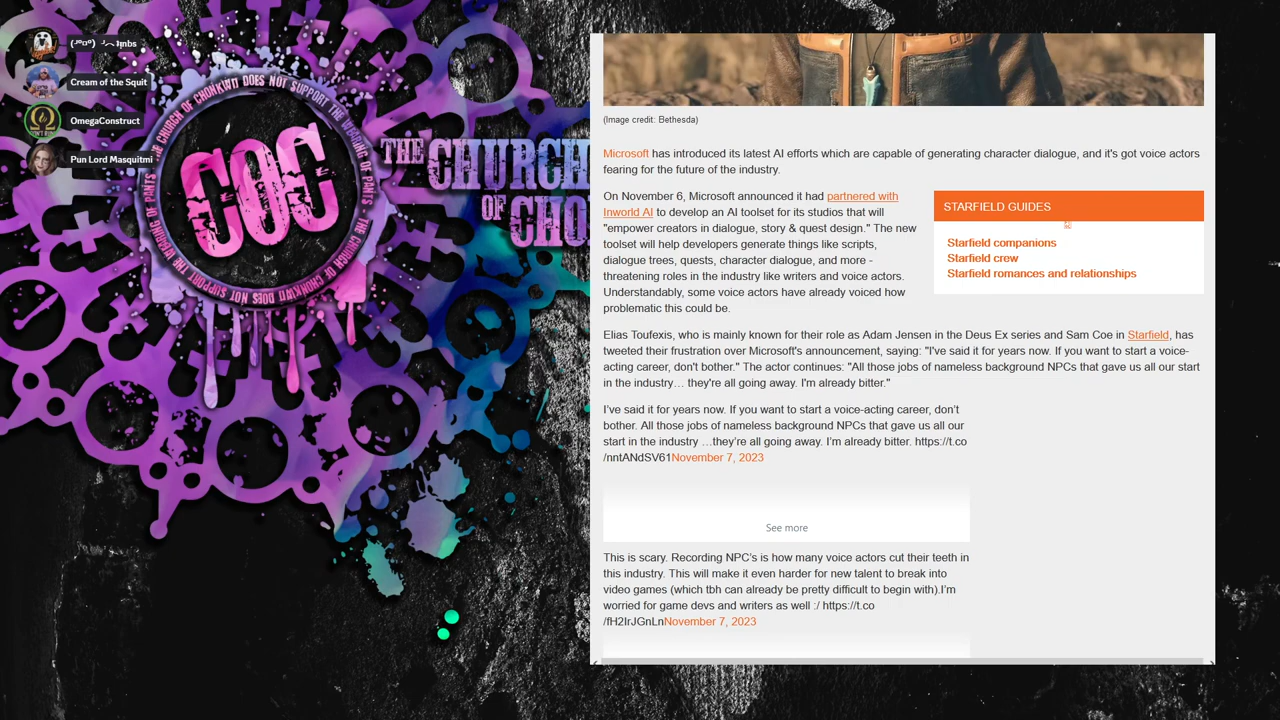 hnbs
Cream of the Squit
OmegaConstruct
Pun Lord Masquitmi
THE CHURCH OF CHONKWTJ DOES NOT SUPPORT THE WEARING OF PANTS
THE CHURCH OF CHONKWTJ DOES NOT SUPPORT THE WEARING OF PANTS
COC
THE CHURCH
OF CHO
(Image credit: Bethesda)
Microsoft has introduced its latest AI efforts which are capable of generating character dialogue, and it's got voice actors
fearing for the future of the industry.
On November 6, Microsoft announced it had partnered with
Inworld AI to develop an AI toolset for its studios that will
"empower creators in dialogue, story & quest design." The new
toolset will help developers generate things like scripts,
dialogue trees, quests, character dialogue, and more -
threatening roles in the industry like writers and voice actors.
Understandably, some voice actors have already voiced how
problematic this could be.
STARFIELD GUIDES
Starfield companions
Starfield crew
Starfield romances and relationships
Elias Toufexis, who is mainly known for their role as Adam Jensen in the Deus Ex series and Sam Coe in Starfield, has
tweeted their frustration over Microsoft's announcement, saying: "I've said it for years now. If you want to start a voice-
acting career, don't bother." The actor continues: "All those jobs of nameless background NPCs that gave us all our start
in the industry… they're all going away. I'm already bitter."
I've said it for years now. If you want to start a voice-acting career, don't
bother. All those jobs of nameless background NPCs that gave us all our
start in the industry …they're all going away. I'm already bitter. https://t.co
/nntANdSV61November 7, 2023
See more
This is scary. Recording NPC's is how many voice actors cut their teeth in
this industry. This will make it even harder for new talent to break into
video games (which tbh can already be pretty difficult to begin with).I'm
worried for game devs and writers as well :/ https://t.co
/fH2IrJGnLnNovember 7, 2023